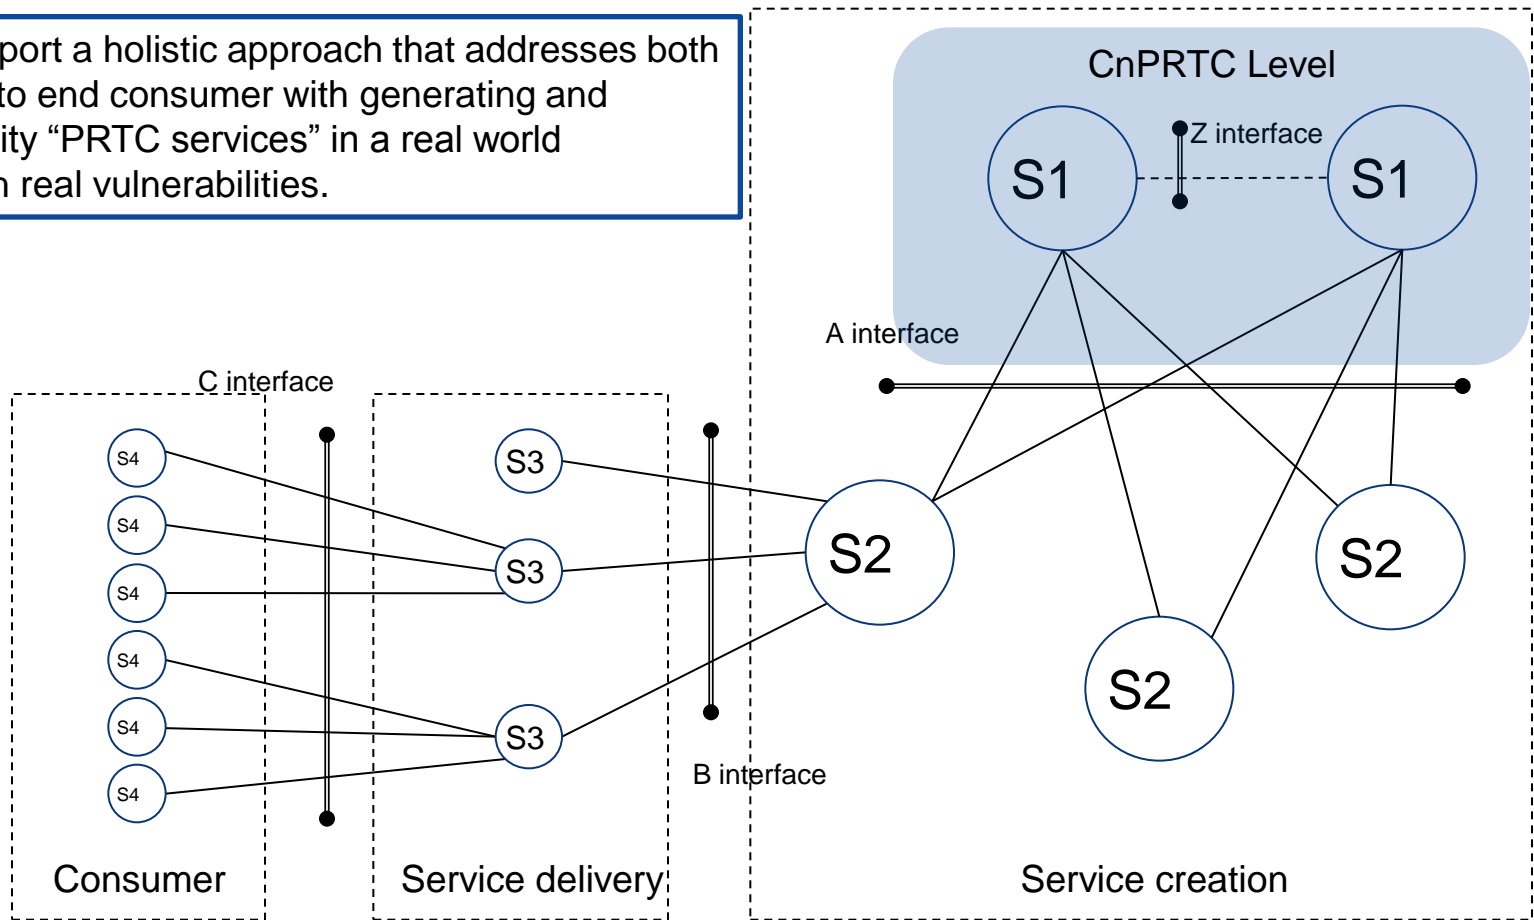 port a holistic approach that addresses both
to end consumer with generating and
ity “PRTC services” in a real world
n real vulnerabilities.
CnPRTC Level
Z interface
S1
S1
A interface
C interface
S4
S4
S4
S4
S4
S4
S3
S3
S3
S2
S2
S2
B interface
Consumer
Service delivery
Service creation